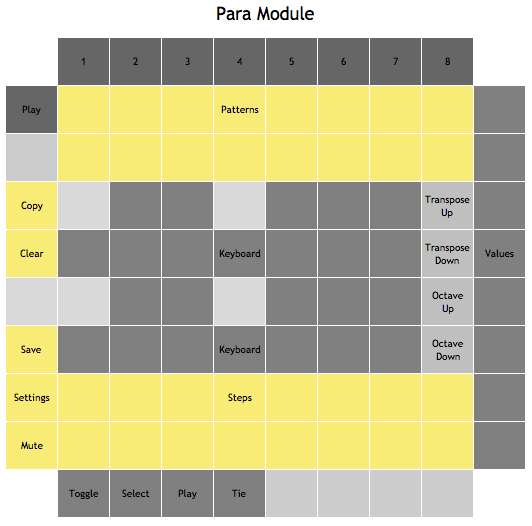 Para Module
1 2 3 4 5 6 7 8
Play Patterns
Copy Transpose
Up
Clear Keyboard Transpose
Down Values
Octave
Up
Save Keyboard Octave
Down
Settings Steps
Mute
Toggle Select Play Tie